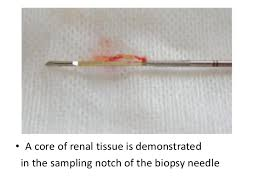 • A core of renal tissue is demonstrated
in the sampling notch of the biopsy needle